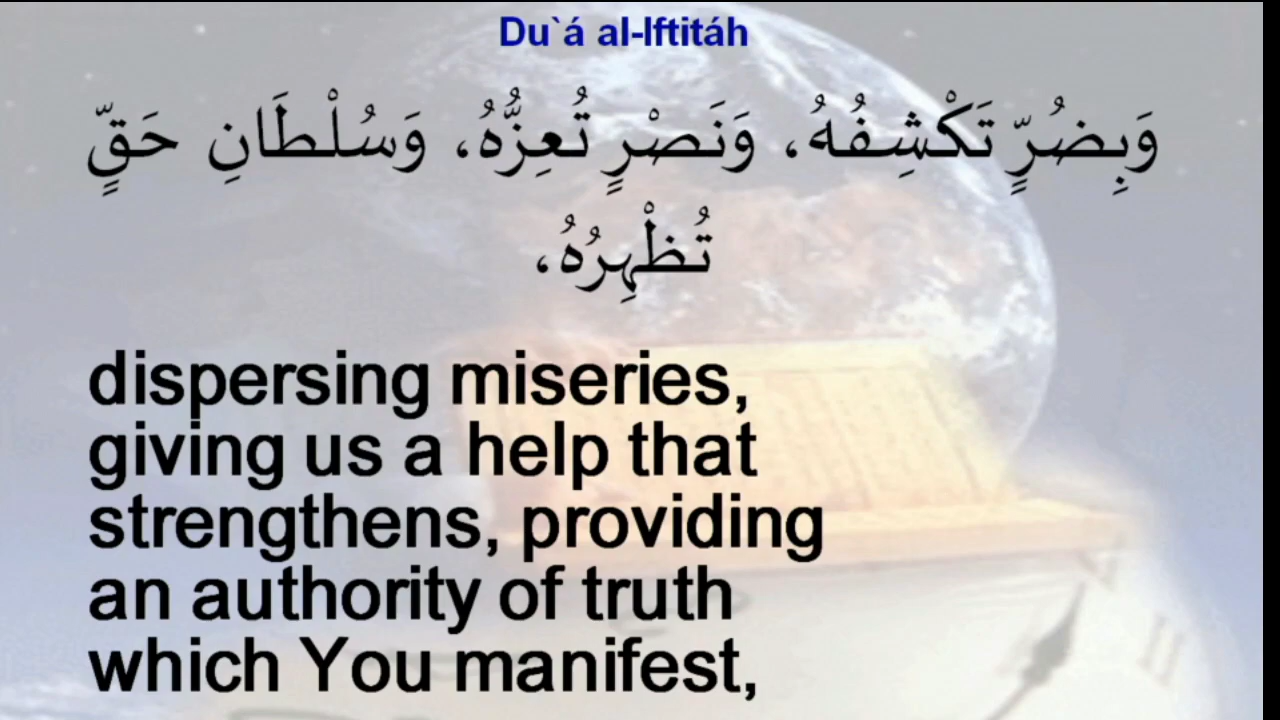 Du`á al-Iftitáh
وَبِضُرٍّ تَكْشِفُهُ، وَنَصْرٍ تُعِزُّهُ، وَسُلْطَانِ حَقٍّ
تُظْهِرُهُ،
dispersing miseries,
giving us a help that
strengthens, providing
an authority of truth
which You manifest,